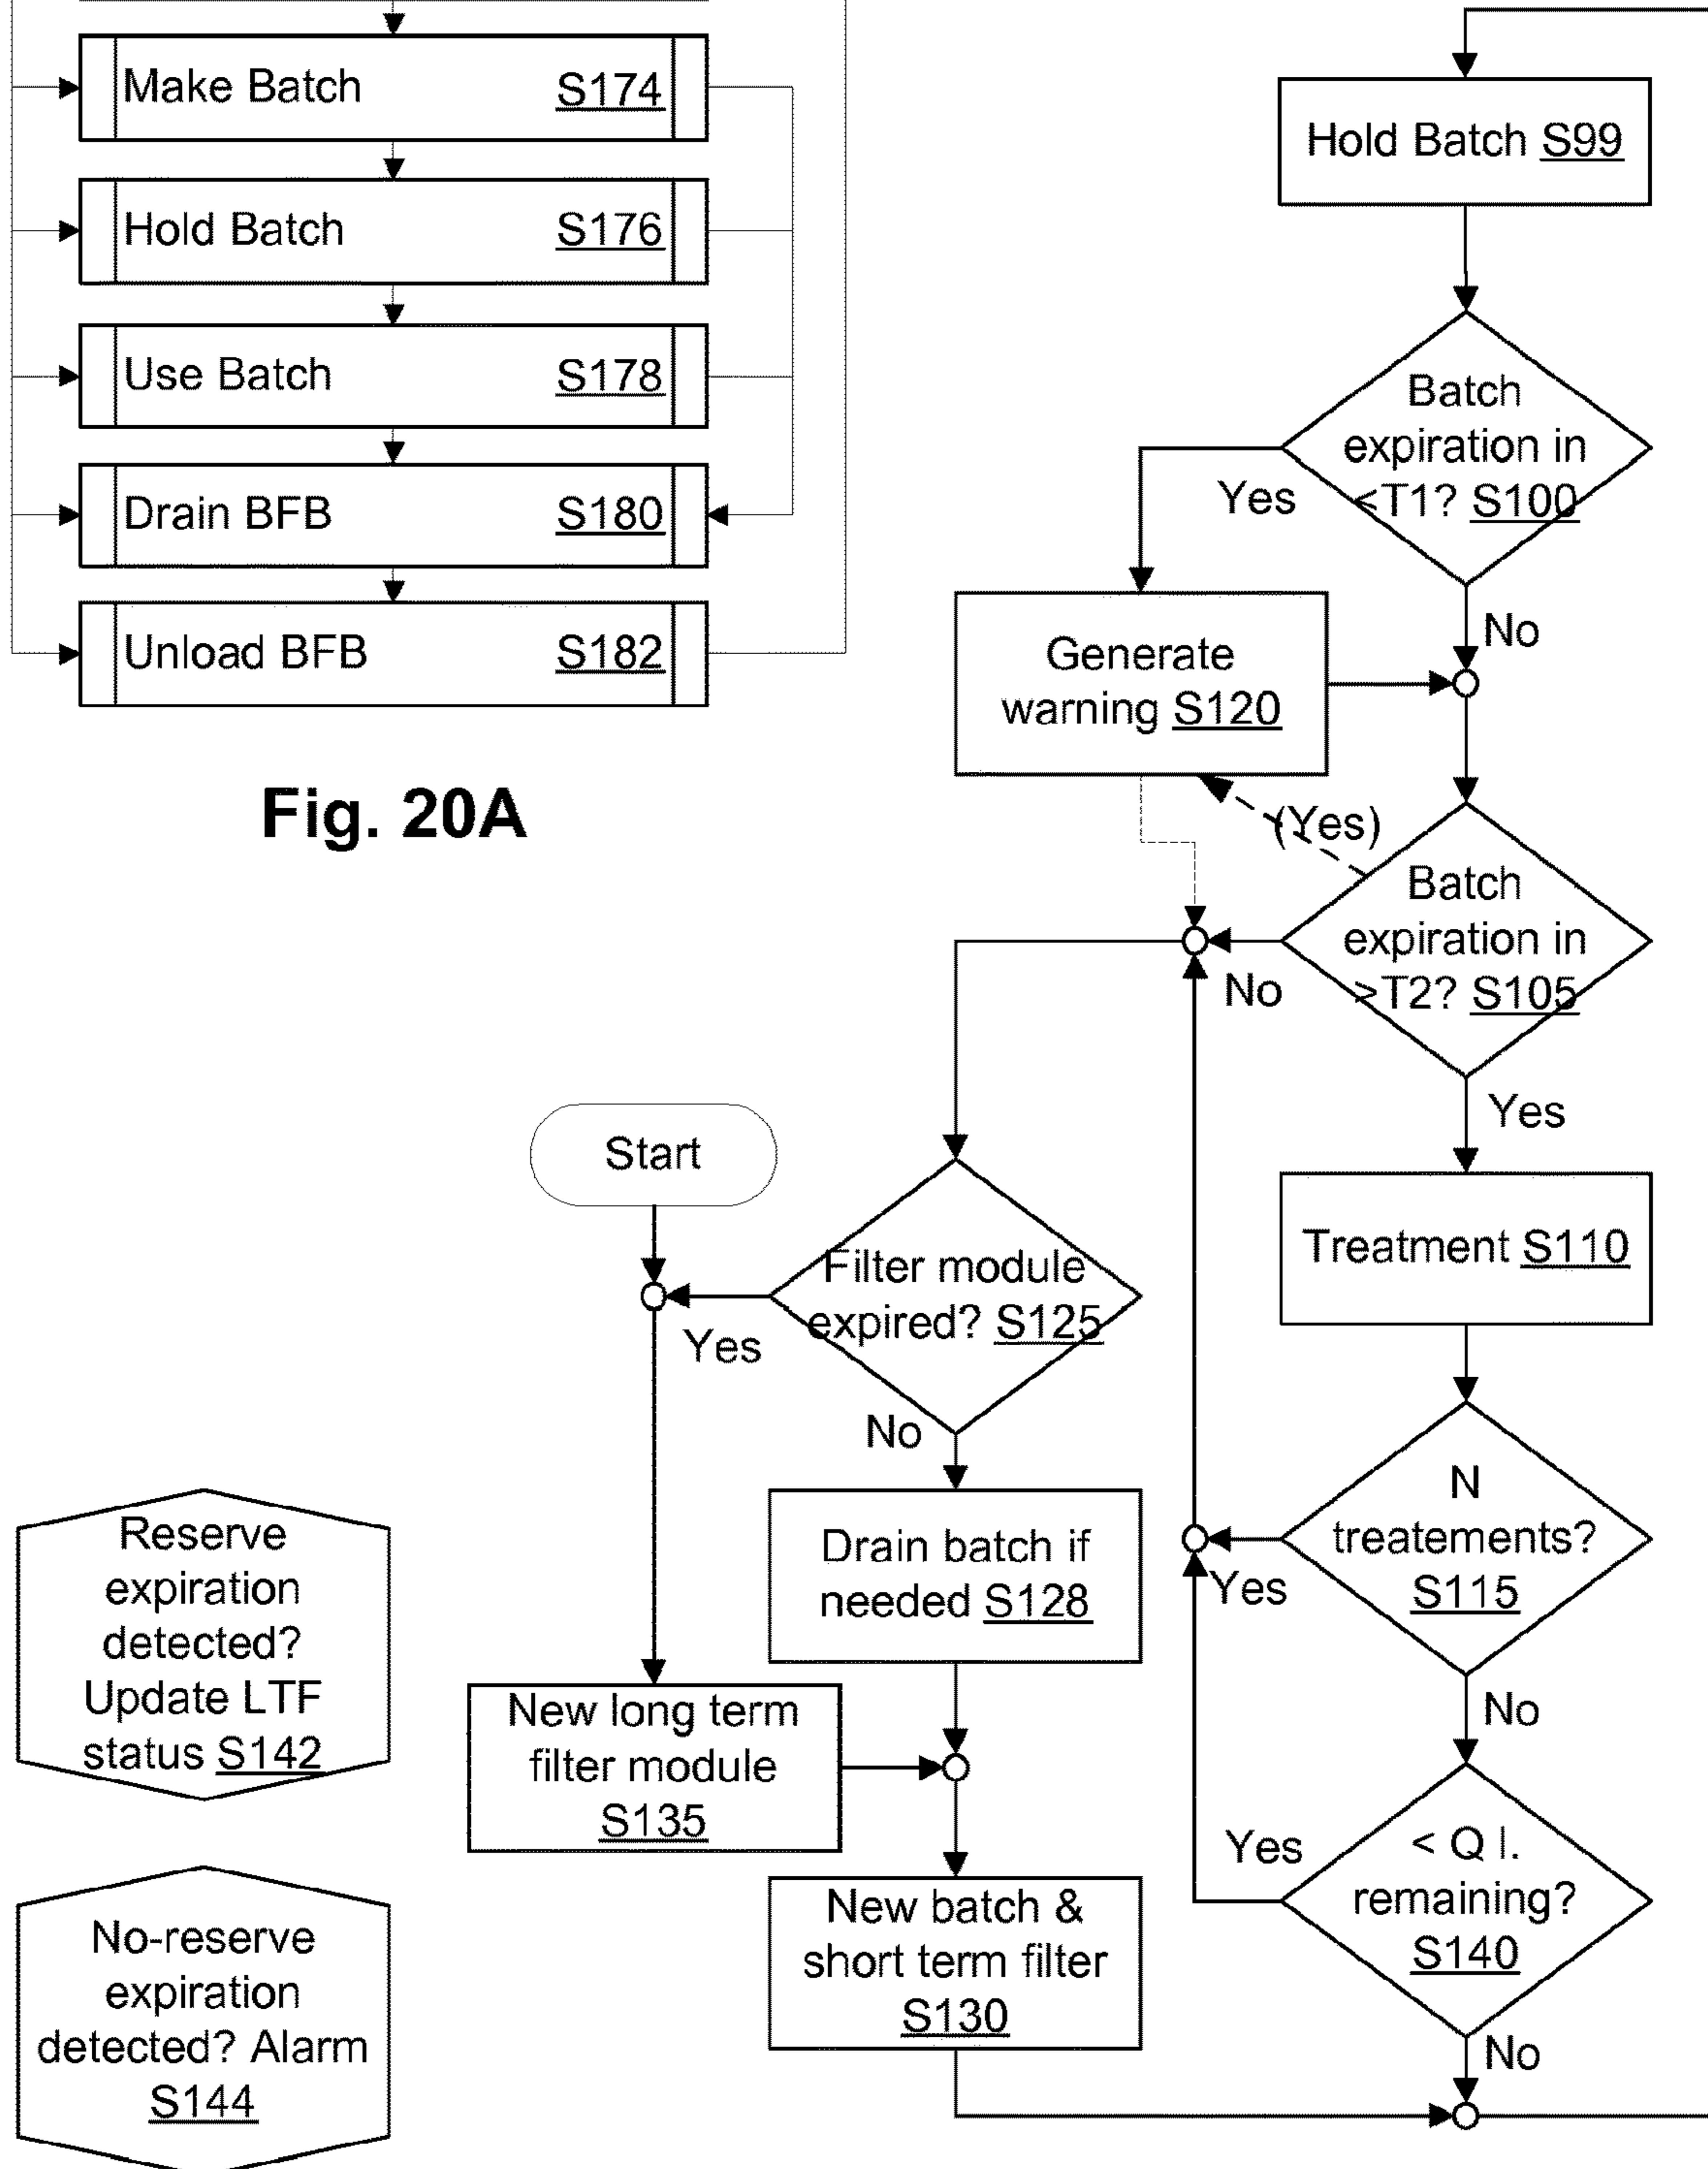 Make Batch S174
Hold Batch S176
Use Batch S178
Drain BFB S180
Unload BFB S182
Fig. 20A
Hold Batch S99
Batch
expiration in
<T1? S100
Yes
No
Generate
warning S120
(Yes)
Batch
expiration in
>T2? S105
No
Yes
Start
Treatment S110
Filter module
expired? S125
Yes
No
N
treatements?
S115
Yes
No
Drain batch if
needed S128
Reserve
expiration
detected?
Update LTF
status S142
New long term
filter module
S135
< Q l.
remaining?
S140
Yes
No
New batch &
short term filter
S130
No-reserve
expiration
detected? Alarm
S144